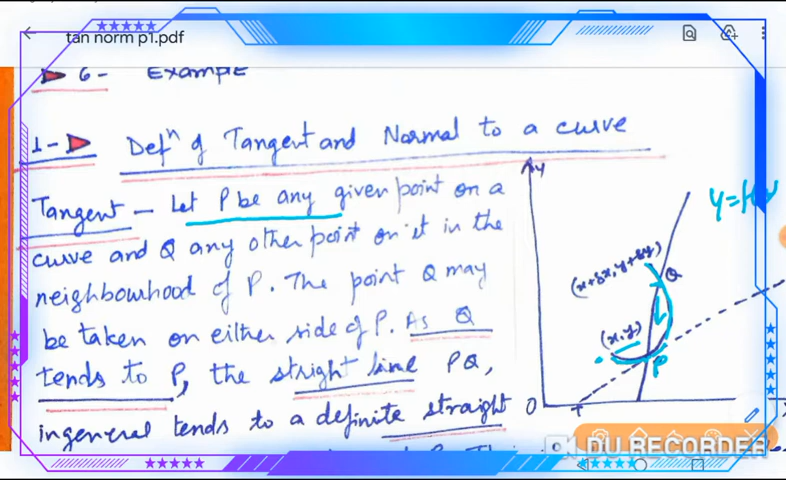 tan norm p1.pdf
6- Example
1- Defⁿ of Tangent and Normal to a curve
Tangent - Let P be any given point on a
curve and Q any other point on it in the
neighbowhood of P. The point Q may
be taken on either side of P. As Q
tends to P, the stright line PQ,
in general tends to a definite straight
y
y=f(x)
(x+δx, y+δy)
Q
(x,y)
P
O
T
DU RECORDER